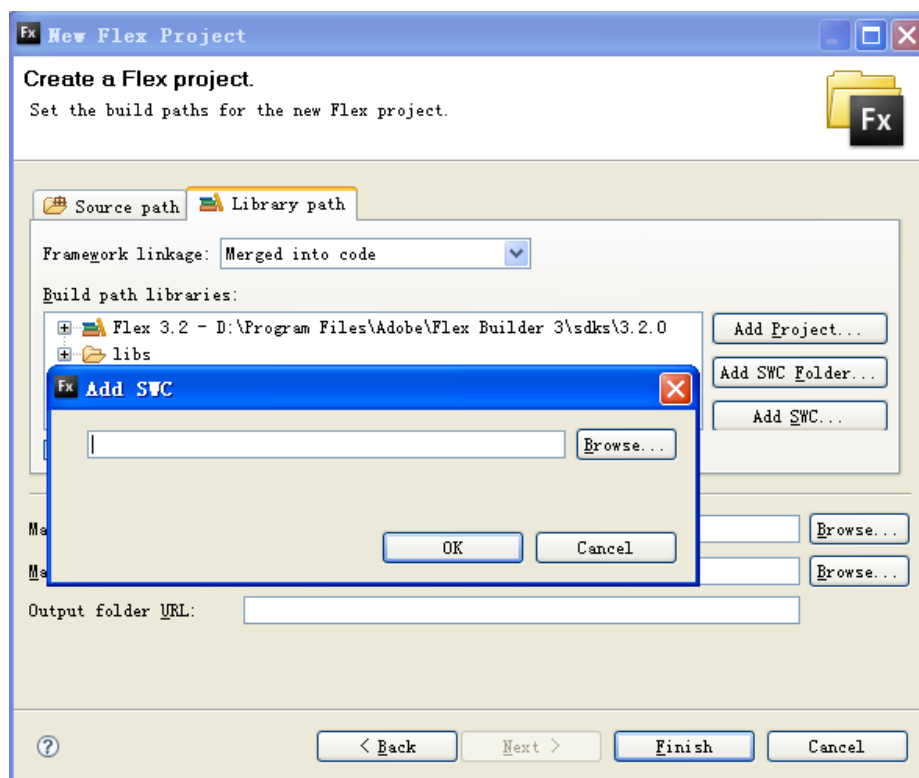 Fx New Flex Project
Create a Flex project.
Set the build paths for the new Flex project.
Fx
Source path Library path
Framework linkage: Merged into code
Build path libraries:
Flex 3.2 - D:\Program Files\Adobe\Flex Builder 3\sdks\3.2.0
libs
Add Project...
Add SWC Folder...
Add SWC...
Fx Add SWC
Browse...
OK Cancel
Ma Browse...
Ma Browse...
Output folder URL:
? < Back Next > Finish Cancel